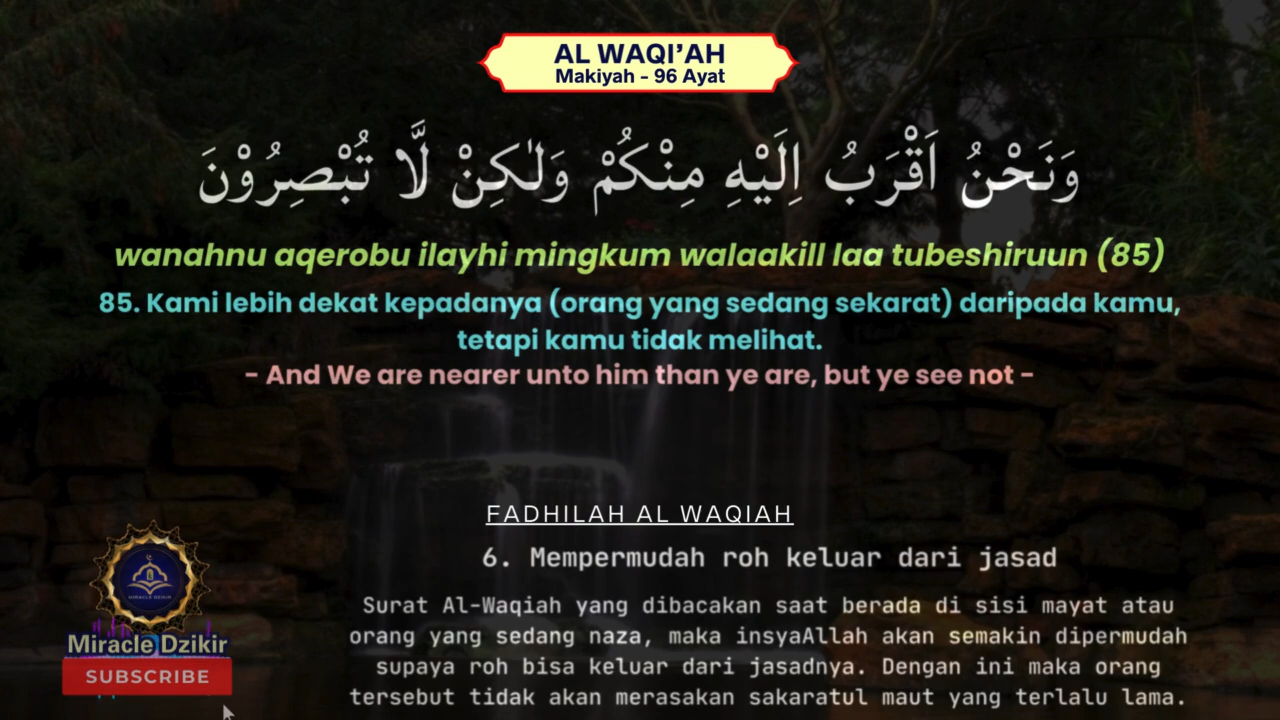 AL WAQI'AH
Makiyah - 96 Ayat
وَنَحْنُ اَقْرَبُ اِلَيْهِ مِنْكُمْ وَلٰكِنْ لَّا تُبْصِرُوْنَ
wanahnu aqerobu ilayhi mingkum walaakill laa tubeshiruun (85)
85. Kami lebih dekat kepadanya (orang yang sedang sekarat) daripada kamu,
tetapi kamu tidak melihat.
- And We are nearer unto him than ye are, but ye see not -
FADHILAH AL WAQIAH
6. Mempermudah roh keluar dari jasad
Surat Al-Waqiah yang dibacakan saat berada di sisi mayat atau
orang yang sedang naza, maka insyaAllah akan semakin dipermudah
supaya roh bisa keluar dari jasadnya. Dengan ini maka orang
tersebut tidak akan merasakan sakaratul maut yang terlalu lama.
MIRACLE DZIKIR
Miracle Dzikir
SUBSCRIBE